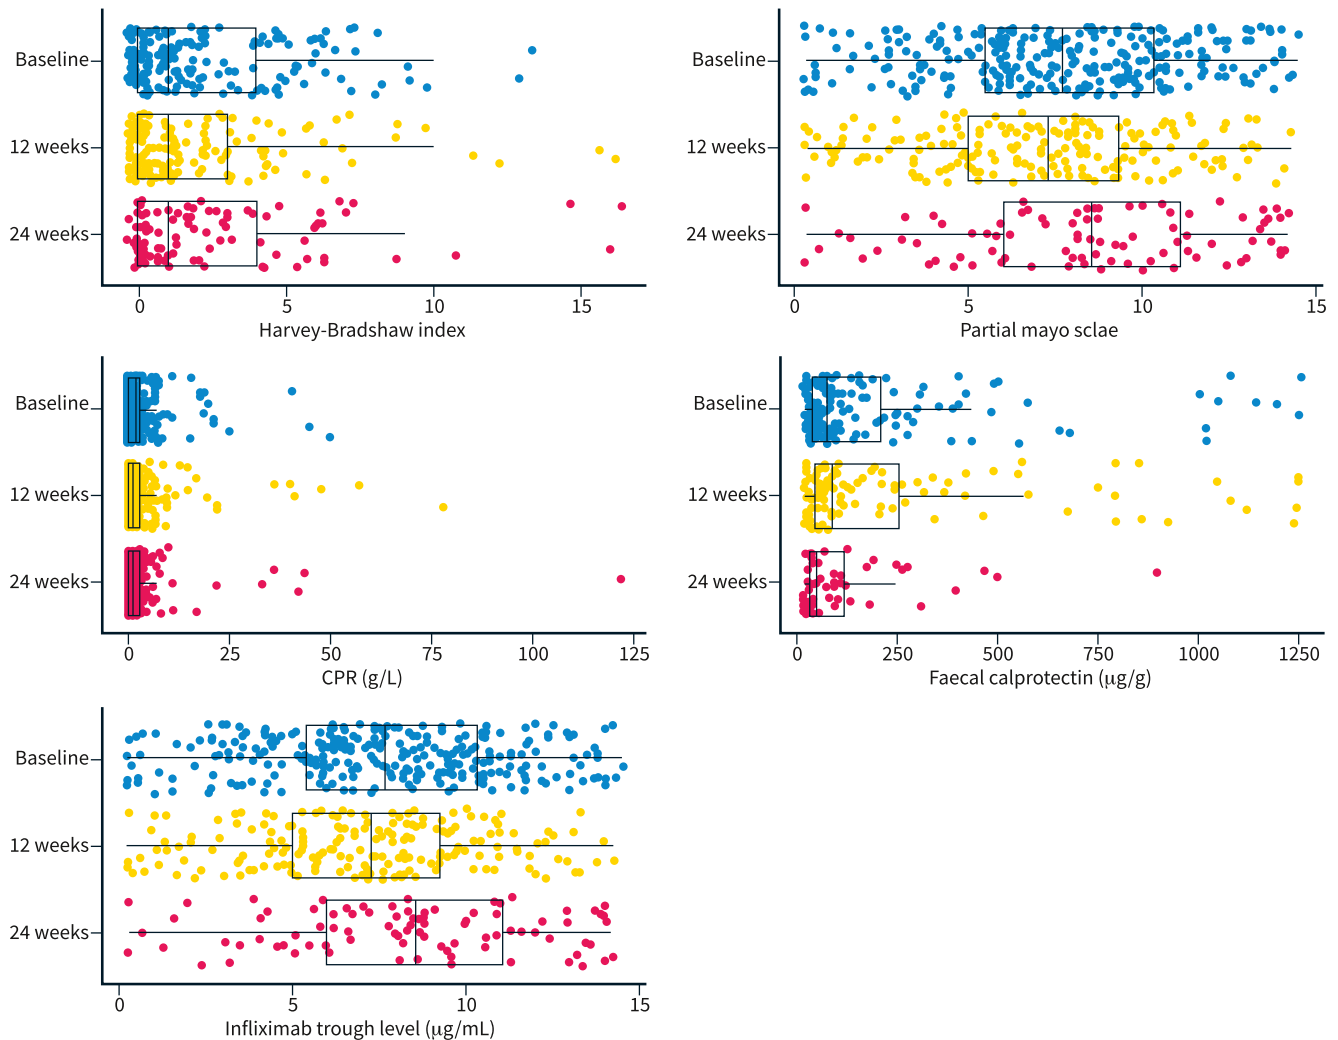 Baseline
12 weeks
24 weeks
0 5 10 15
Harvey-Bradshaw index
Baseline
12 weeks
24 weeks
0 5 10 15
Partial mayo sclae
Baseline
12 weeks
24 weeks
0 25 50 75 100 125
CPR (g/L)
Baseline
12 weeks
24 weeks
0 250 500 750 1000 1250
Faecal calprotectin (μg/g)
Baseline
12 weeks
24 weeks
0 5 10 15
Infliximab trough level (μg/mL)